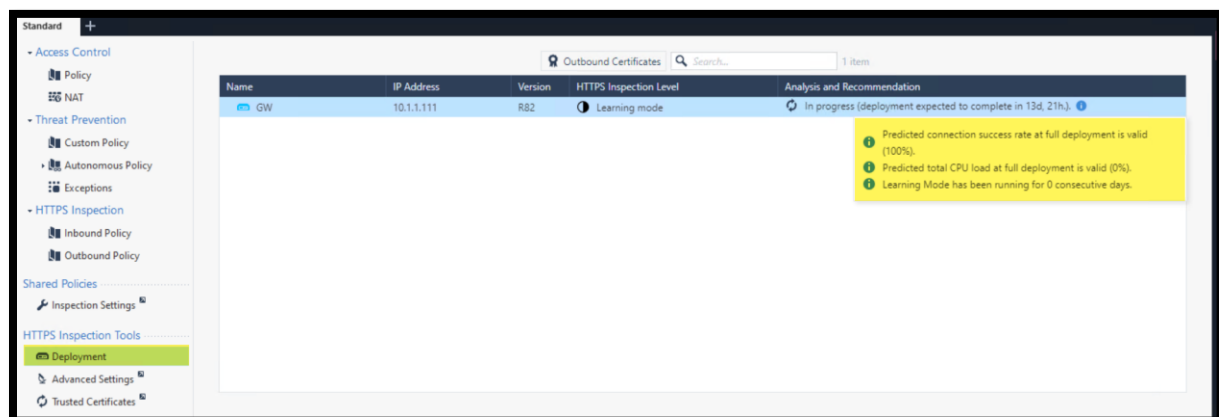 Standard
Access Control
Policy
NAT
Threat Prevention
Custom Policy
Autonomous Policy
Exceptions
HTTPS Inspection
Inbound Policy
Outbound Policy
Shared Policies
Inspection Settings
HTTPS Inspection Tools
Deployment
Advanced Settings
Trusted Certificates
Outbound Certificates Search... 1 item
Name IP Address Version HTTPS Inspection Level Analysis and Recommendation
GW 10.1.1.111 R82 Learning mode In progress (deployment expected to complete in 13d, 21h.).
Predicted connection success rate at full deployment is valid
(100%).
Predicted total CPU load at full deployment is valid (0%).
Learning Mode has been running for 0 consecutive days.